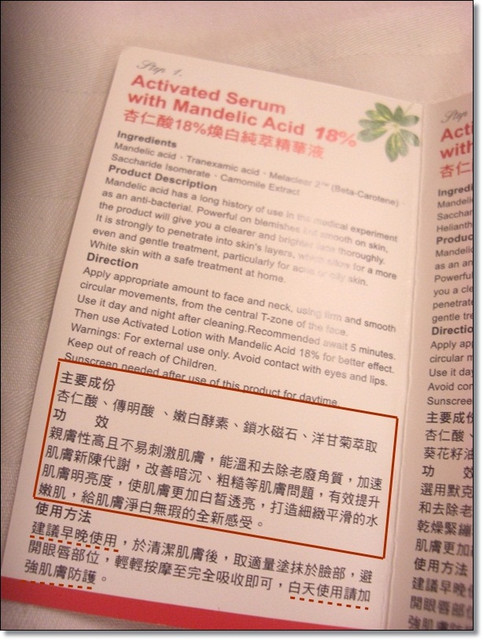 Step 1.
Activated Serum
with Mandelic Acid 18%
杏仁酸18%煥白純萃精華液
Ingredients
Mandelic acid · Tranexamic acid · Melaclear 2™ (Beta-Carotene)
Saccharide Isomerate · Camomile Extract
Product Description
Mandelic acid has a long history of use in the medical experiment
as an anti-bacterial. Powerful on blemishes but smooth on skin,
the product will give you a clearer and brighter skin thoroughly.
It is strongly to penetrate into skin's layers, which allow for a more
even and gentle treatment, particularly for acne or oily skin.
White skin with a safe treatment at home.
Direction
Apply appropriate amount to face and neck, using firm and smooth
circular movements, from the central T-zone of the face.
Use it day and night after cleaning.Recommended await 5 minutes.
Then use Activated Lotion with Mandelic Acid 18% for better effect.
Warnings: For external use only. Avoid contact with eyes and lips.
Keep out of reach of Children.
Sunscreen needed after use of this product for daytime
主要成份
杏仁酸、傳明酸、嫩白酵素、鎖水磁石、洋甘菊萃取
功 效
親膚性高且不易刺激肌膚，能溫和去除老廢角質，加速
肌膚新陳代謝，改善暗沉、粗糙等肌膚問題，有效提升
肌膚明亮度，使肌膚更加白皙透亮，打造細緻平滑的水
嫩肌，給肌膚淨白無瑕的全新感受。
使用方法
建議早晚使用，於清潔肌膚後，取適量塗抹於臉部，避
開眼唇部位，輕輕按摩至完全吸收即可，白天使用請加
強肌膚防護。
Step
Acti
with
杏仁
Ingredi
Mandeli
Sacchar
Helianth
Produc
Mandelic
as an an
Powerful
you a cle
penetrate
gentle tre
Directio
Apply ap
circular m
Use it day
Avoid con
Sunscree
主要成
杏仁酸、
葵花籽油
功 效
選用默克
和去除老
乾燥緊繃
肌膚更加
使用方法
建議早晚
開眼唇部
強肌膚防